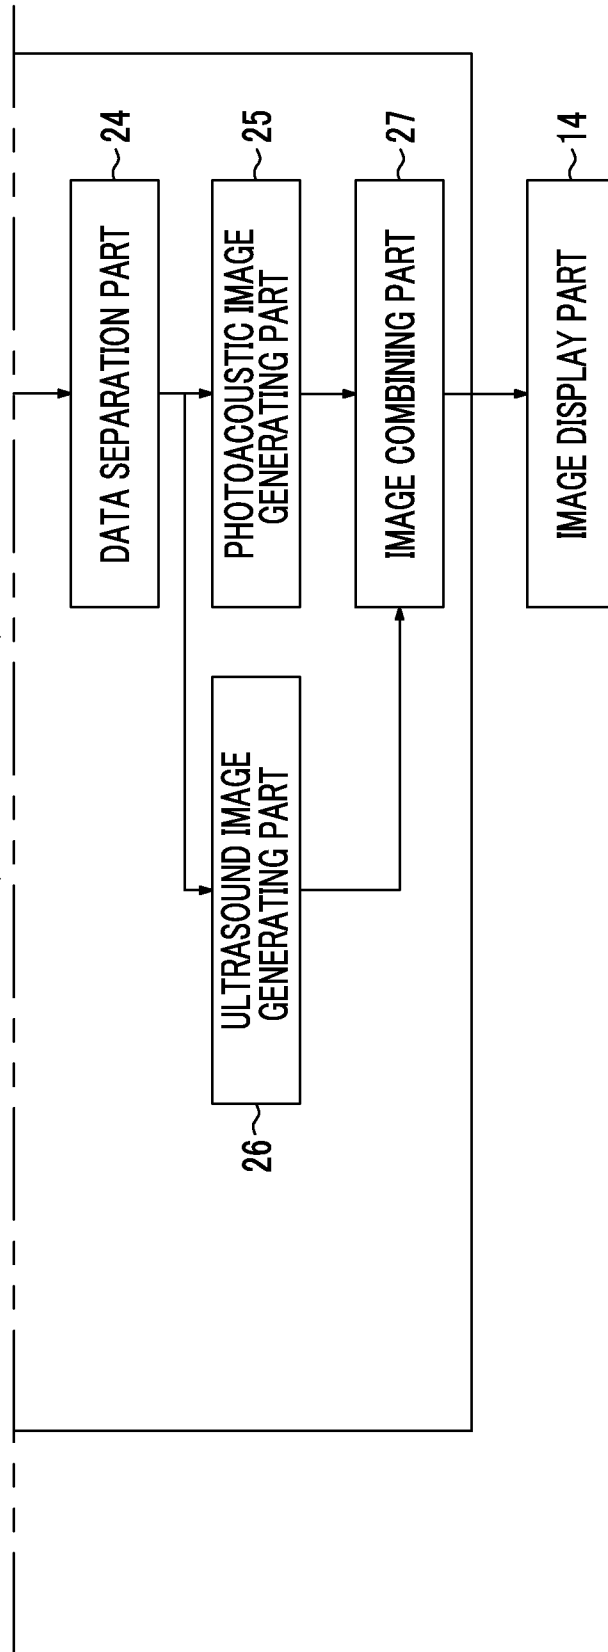 24
DATA SEPARATION PART
25
PHOTOACOUSTIC IMAGE
GENERATING PART
27
IMAGE COMBINING PART
14
IMAGE DISPLAY PART
ULTRASOUND IMAGE
GENERATING PART
26